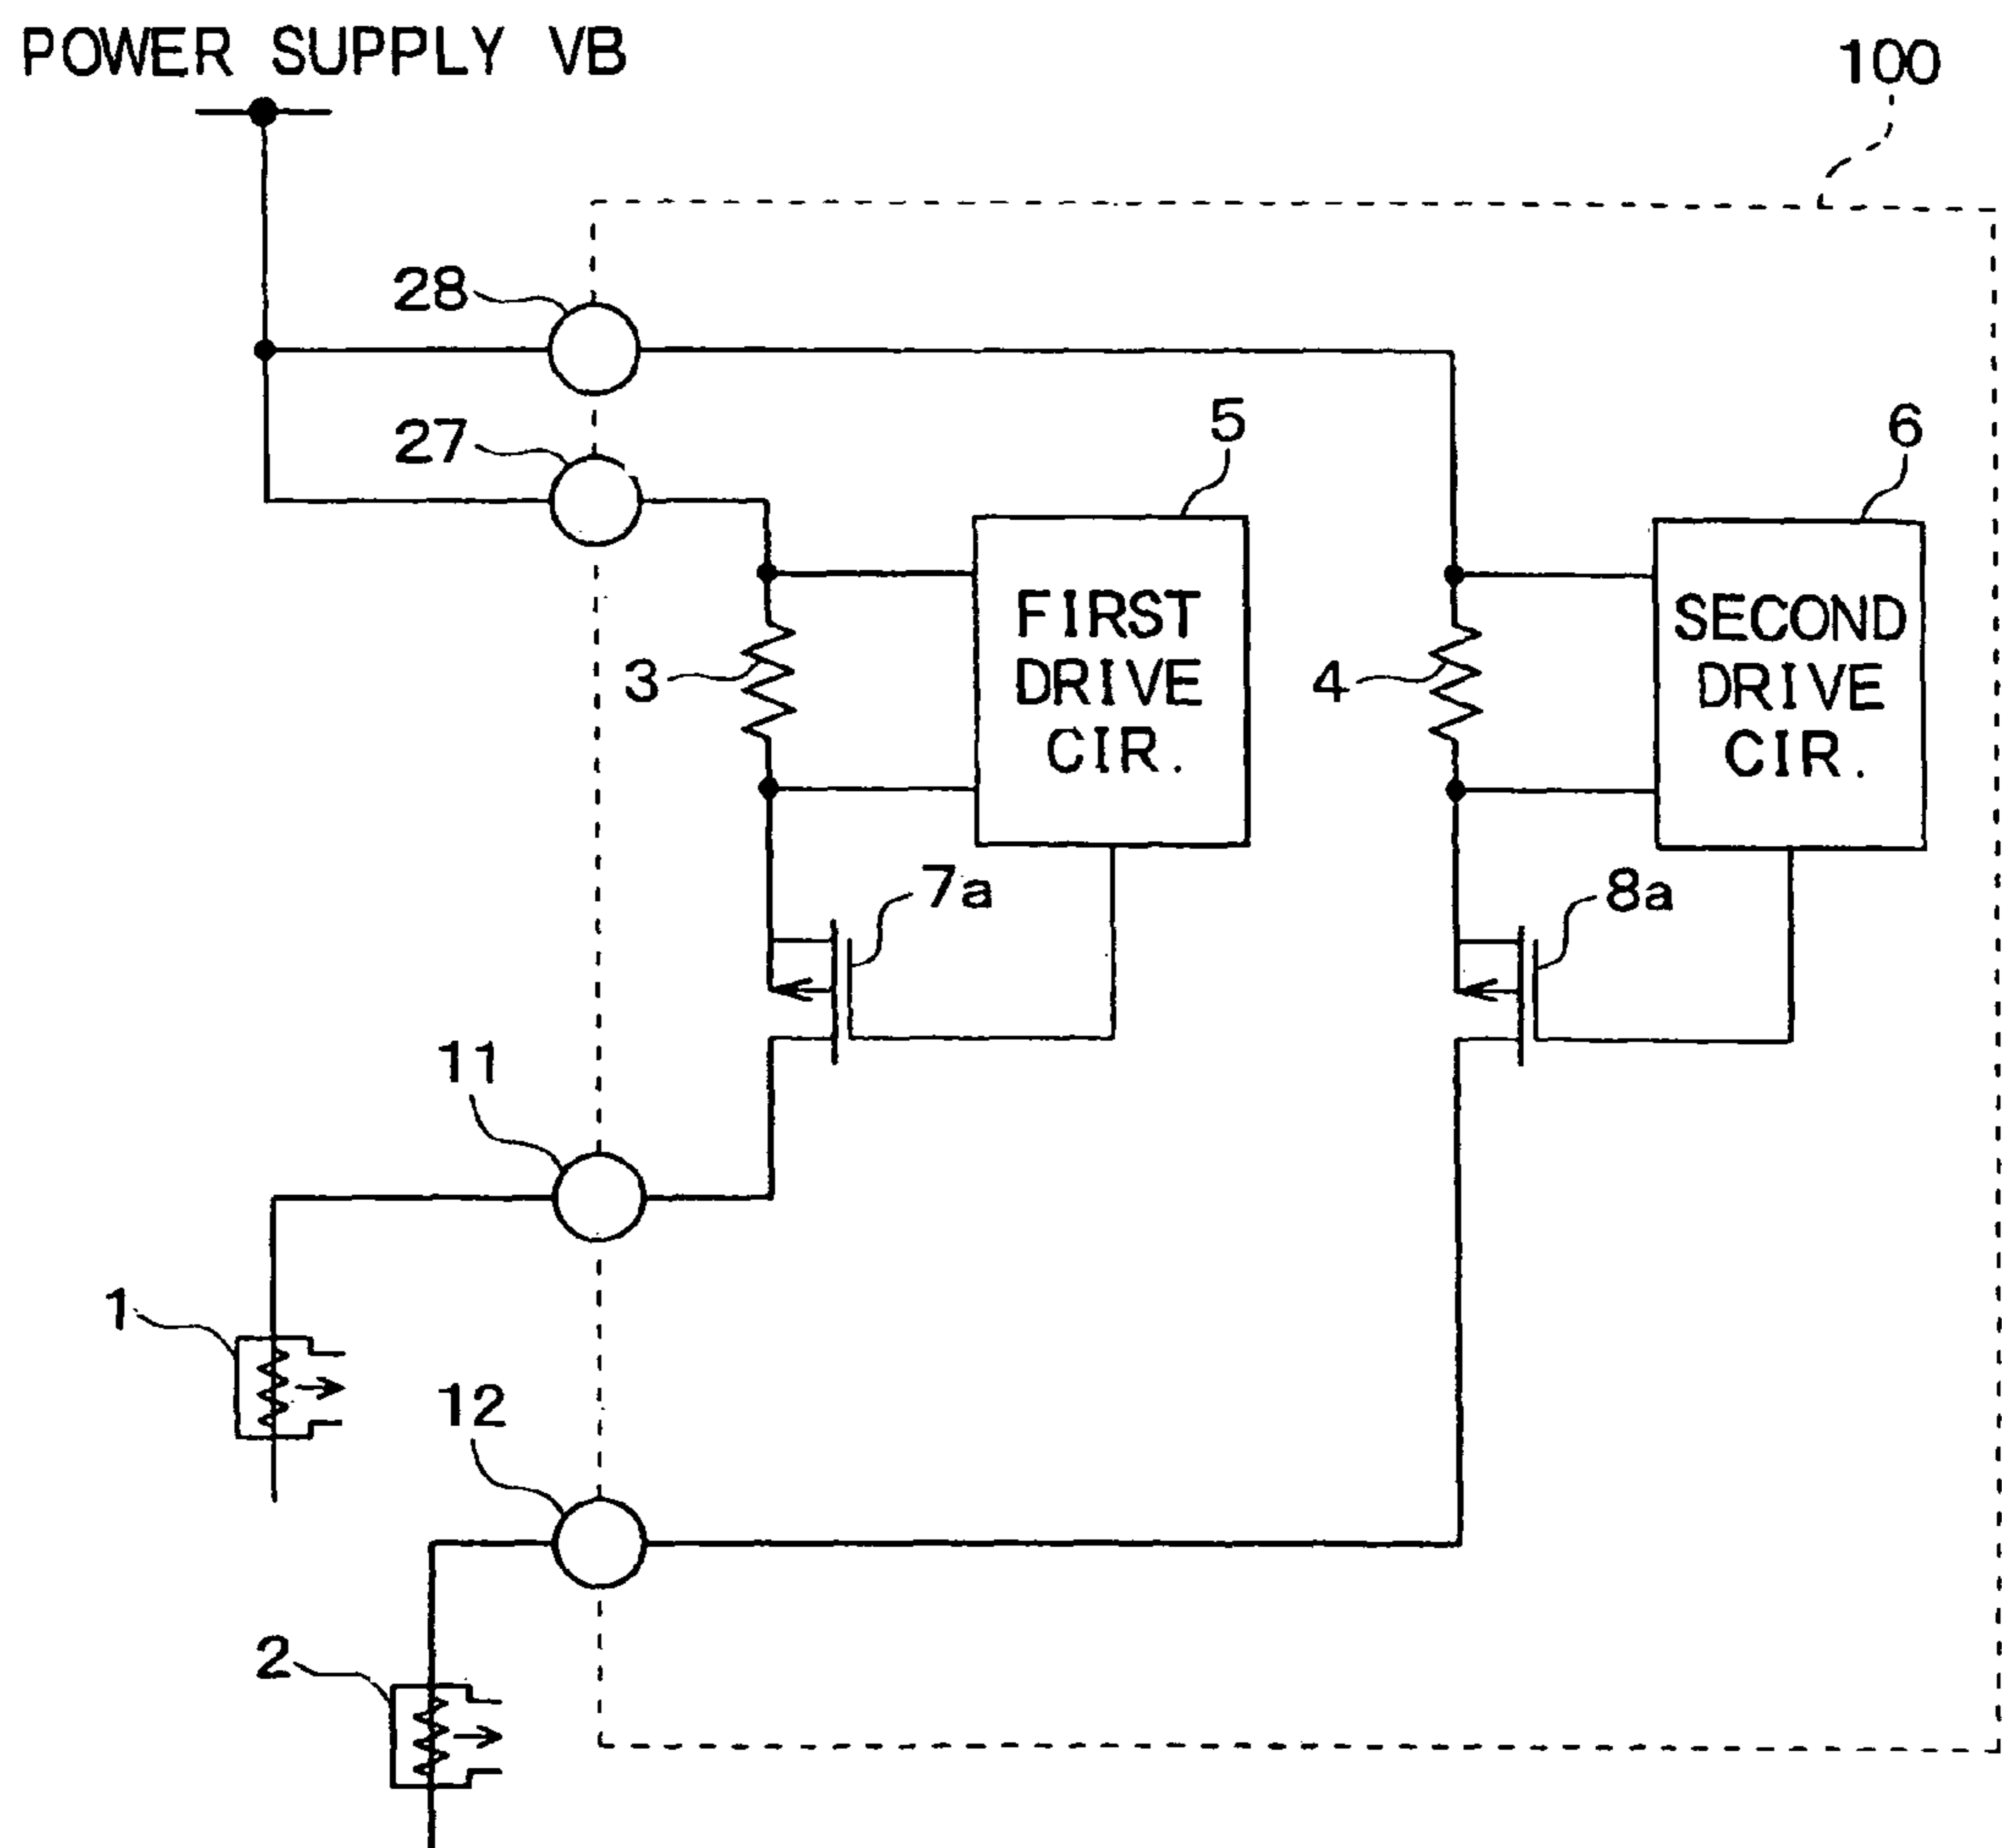 POWER SUPPLY VB
100
28
27
5
6
FIRST
DRIVE
CIR.
SECOND
DRIVE
CIR.
3
4
7a
8a
11
1
12
2